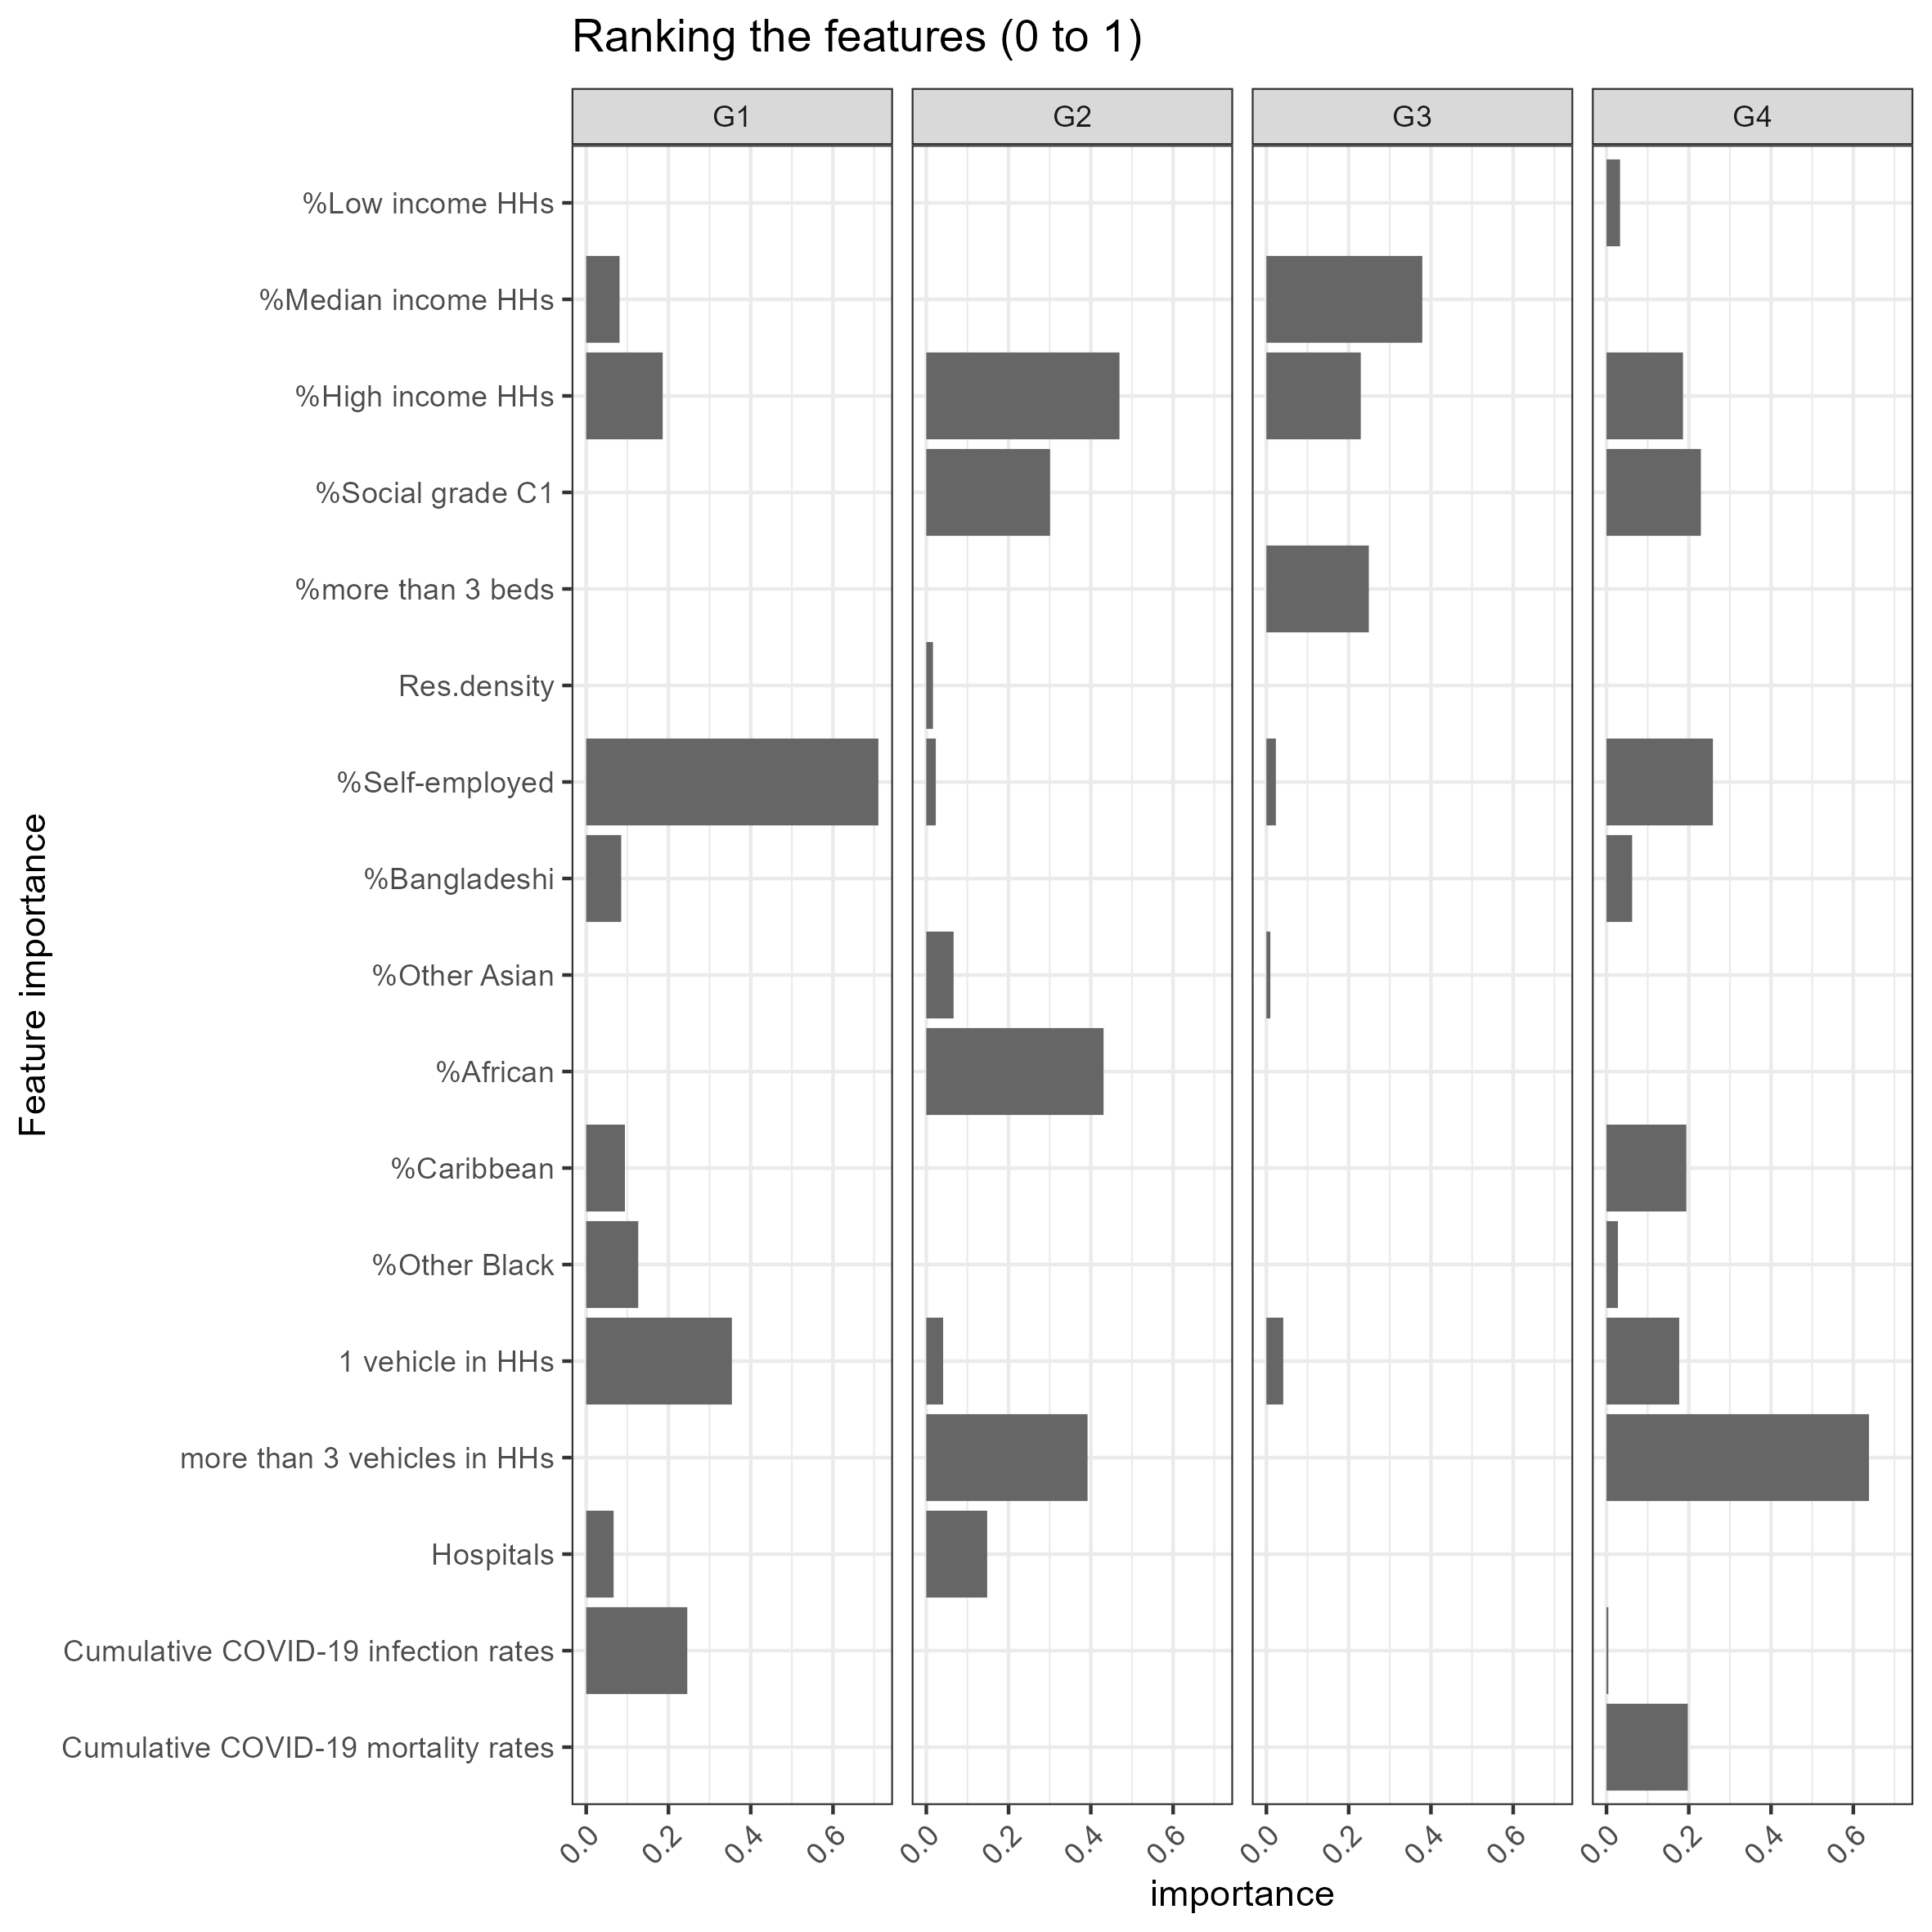 Ranking the features (0 to 1)
G1 G2 G3 G4
%Low income HHs
%Median income HHs
%High income HHs
%Social grade C1
%more than 3 beds
Res.density
%Self-employed
%Bangladeshi
%Other Asian
%African
%Caribbean
%Other Black
1 vehicle in HHs
more than 3 vehicles in HHs
Hospitals
Cumulative COVID-19 infection rates
Cumulative COVID-19 mortality rates
Feature importance
0.0 0.2 0.4 0.6 0.0 0.2 0.4 0.6 0.0 0.2 0.4 0.6 0.0 0.2 0.4 0.6
importance